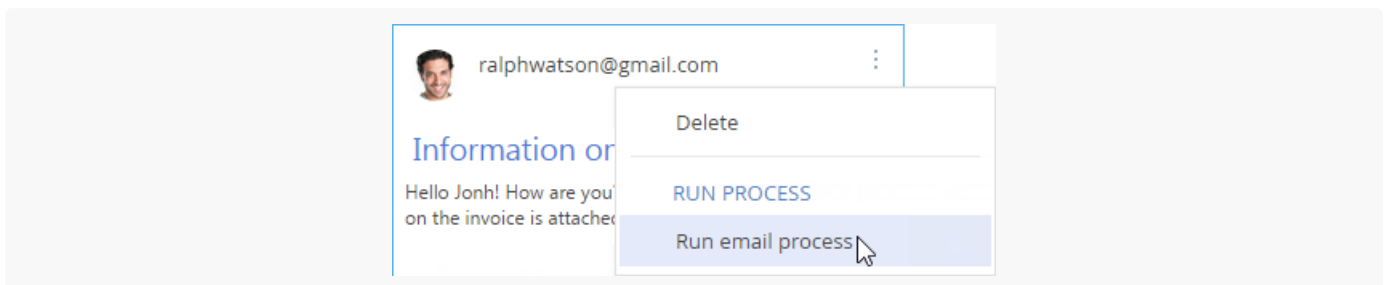 ralphwatson@gmail.com
Delete
Information or
Hello Jonh! How are you
RUN PROCESS
on the invoice is attached
Run email process